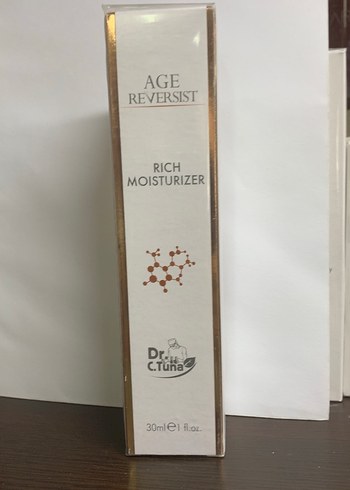 AGE
REVERSIST
RICH
MOISTURIZER
Dr.
C.Tuna
30ml℮1 fl.oz.